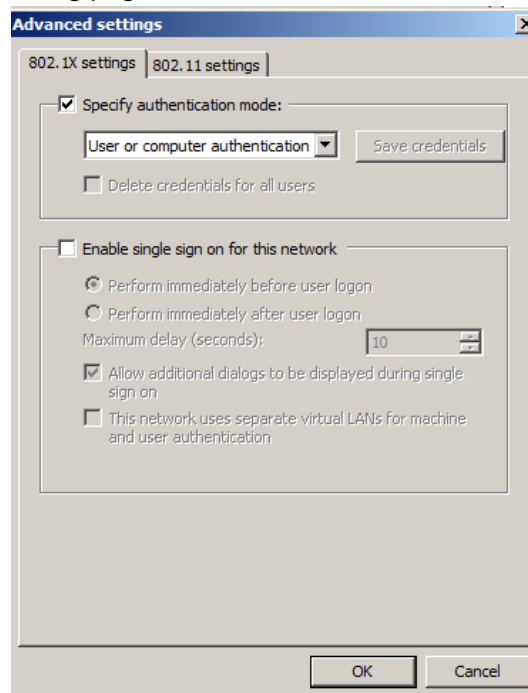 Advanced settings
802.1X settings 802.11 settings
Specify authentication mode:
User or computer authentication Save credentials
Delete credentials for all users
Enable single sign on for this network
Perform immediately before user logon
Perform immediately after user logon
Maximum delay (seconds): 10
Allow additional dialogs to be displayed during single
sign on
This network uses separate virtual LANs for machine
and user authentication
OK Cancel